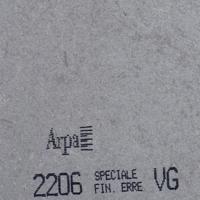 Arpa
2206 SPECIALE VG
FIN. ERRE